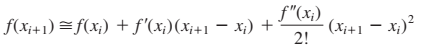 f(x_{i+1}) ≅ f(x_i) + f'(x_i)(x_{i+1} − x_i) + \frac{f''(x_i)}{2!} (x_{i+1} − x_i)^2